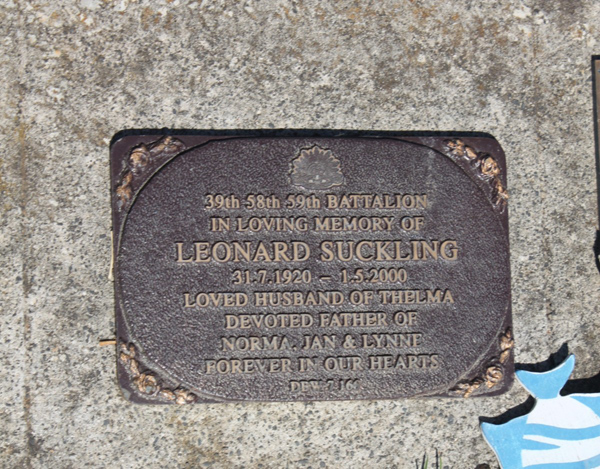 39th 58th 59th BATTALION
IN LOVING MEMORY OF
LEONARD SUCKLING
31.7.1920 – 1.5.2000
LOVED HUSBAND OF THELMA
DEVOTED FATHER OF
NORMA, JAN & LYNNE
FOREVER IN OUR HEARTS